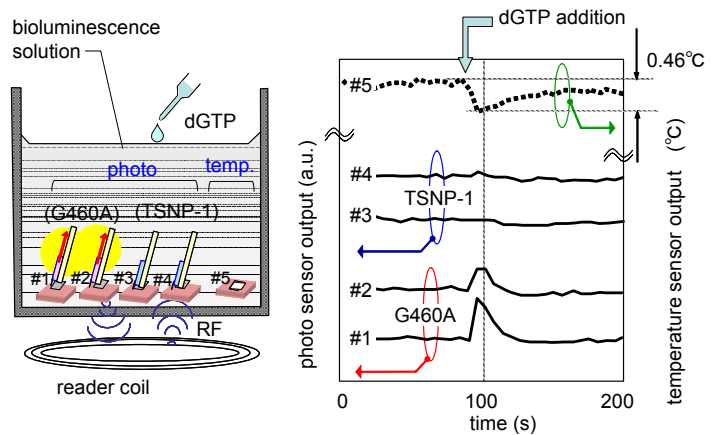 bioluminescence
solution
dGTP
photo
temp.
(G460A)
(TSNP-1)
#1
#2
#3
#4
#5
RF
reader coil
dGTP addition
0.46℃
#5
#4
TSNP-1
#3
#2
G460A
#1
photo sensor output (a.u.)
temperature sensor output (℃)
0
100
200
time (s)